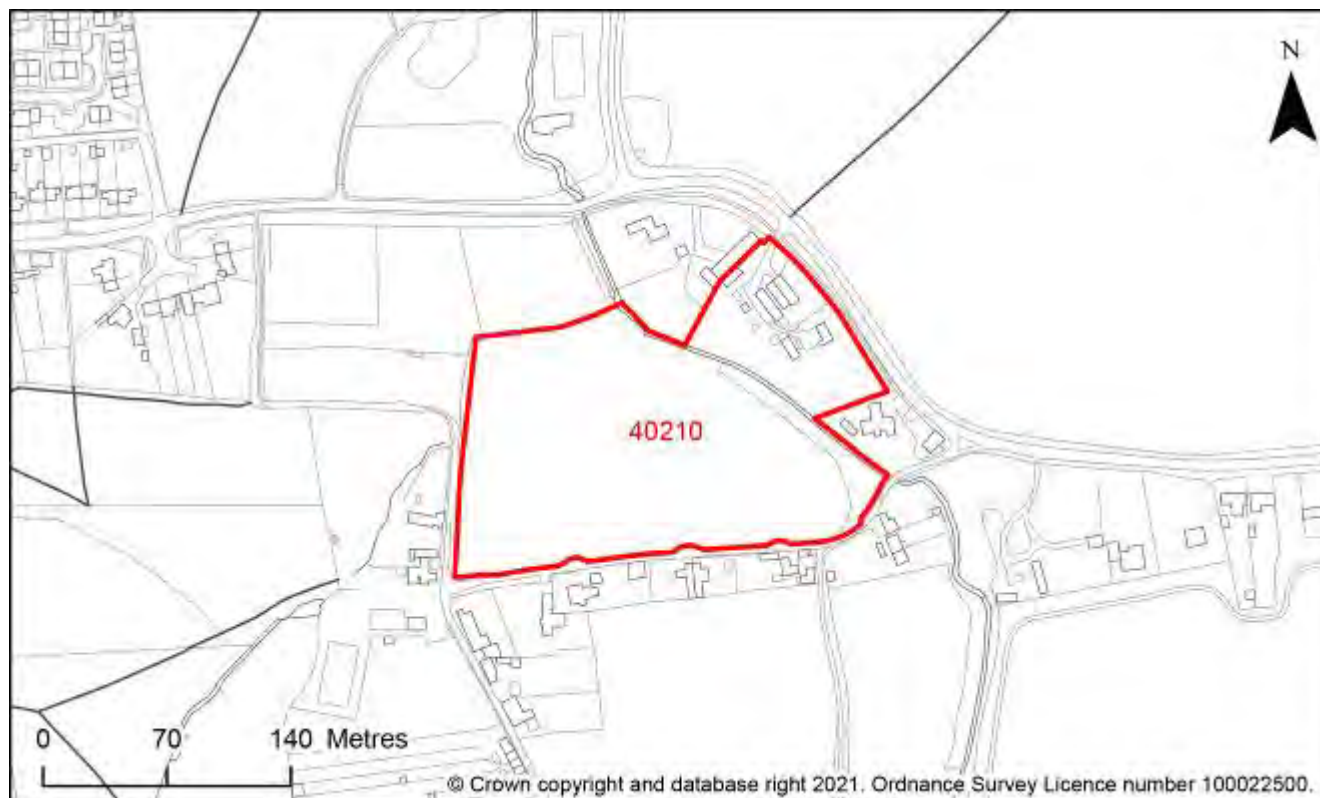 N
40210
0 70 140 Metres
© Crown copyright and database right 2021. Ordnance Survey Licence number 100022500.